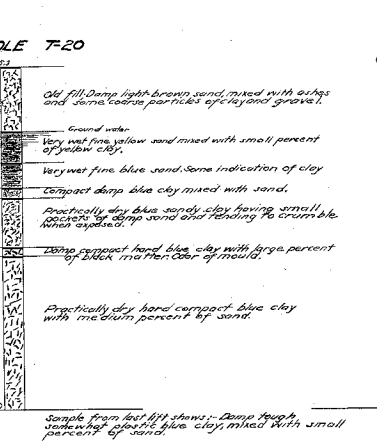 OLE T-20
Old fill-Damp light-brown sand, mixed with ashes
and some coarse particles of clay and gravel.
Ground water
Very wet fine yellow sand mixed with small percent
of yellow clay.
Very wet fine blue sand. Some indication of clay
Compact damp blue clay mixed with sand.
Practically dry blue sandy clay having small
pockets of damp sand and tending to crumble
when exposed.
Damp compact hard blue clay with large percent
of black matter. Odor of mould.
Practically dry hard compact blue clay
with medium percent of sand.
Sample from last lift shows:- Damp tough,
somewhat plastic blue clay, mixed with small
percent of sand.